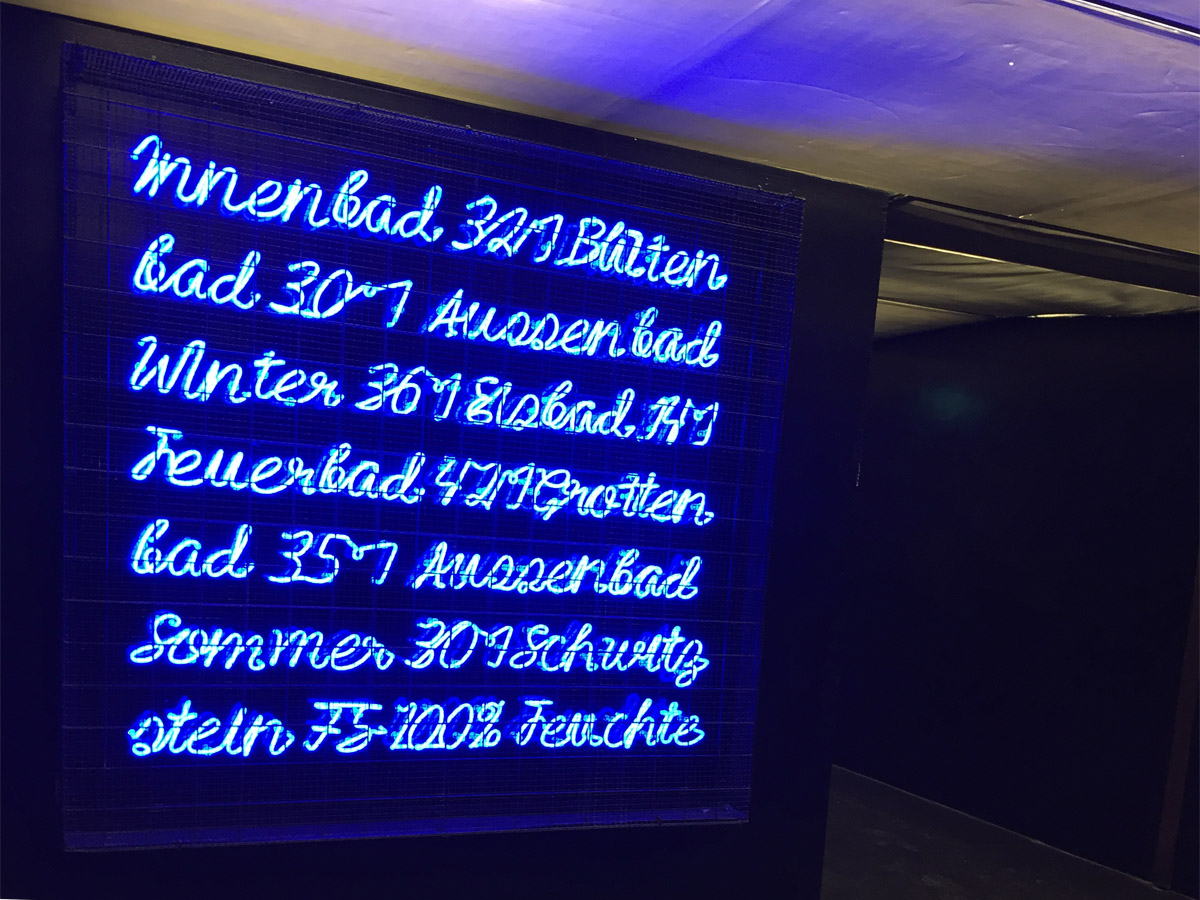 Innenbad 32° Blüten
bad 30° Aussenbad
Winter 36° Eisbad 14°
Feuerbad 42° Grotten
bad 35° Aussenbad
Sommer 30° Schwitz
stein 75-100% Feuchte